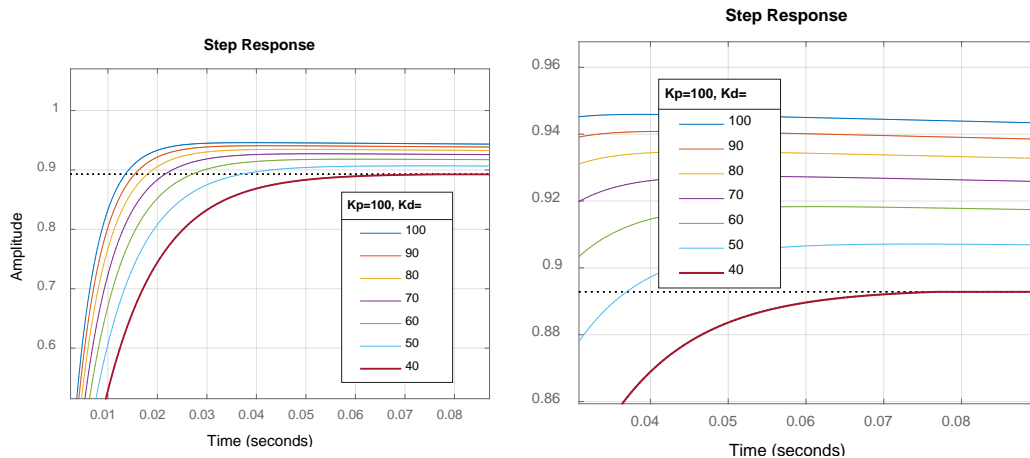 Step Response
Amplitude
1
0.9
0.8
0.7
0.6
Kp=100, Kd=
100
90
80
70
60
50
40
0.01 0.02 0.03 0.04 0.05 0.06 0.07 0.08
Time (seconds)
Step Response
0.96
0.94
0.92
0.9
0.88
0.86
Kp=100, Kd=
100
90
80
70
60
50
40
0.04 0.05 0.06 0.07 0.08
Time (seconds)